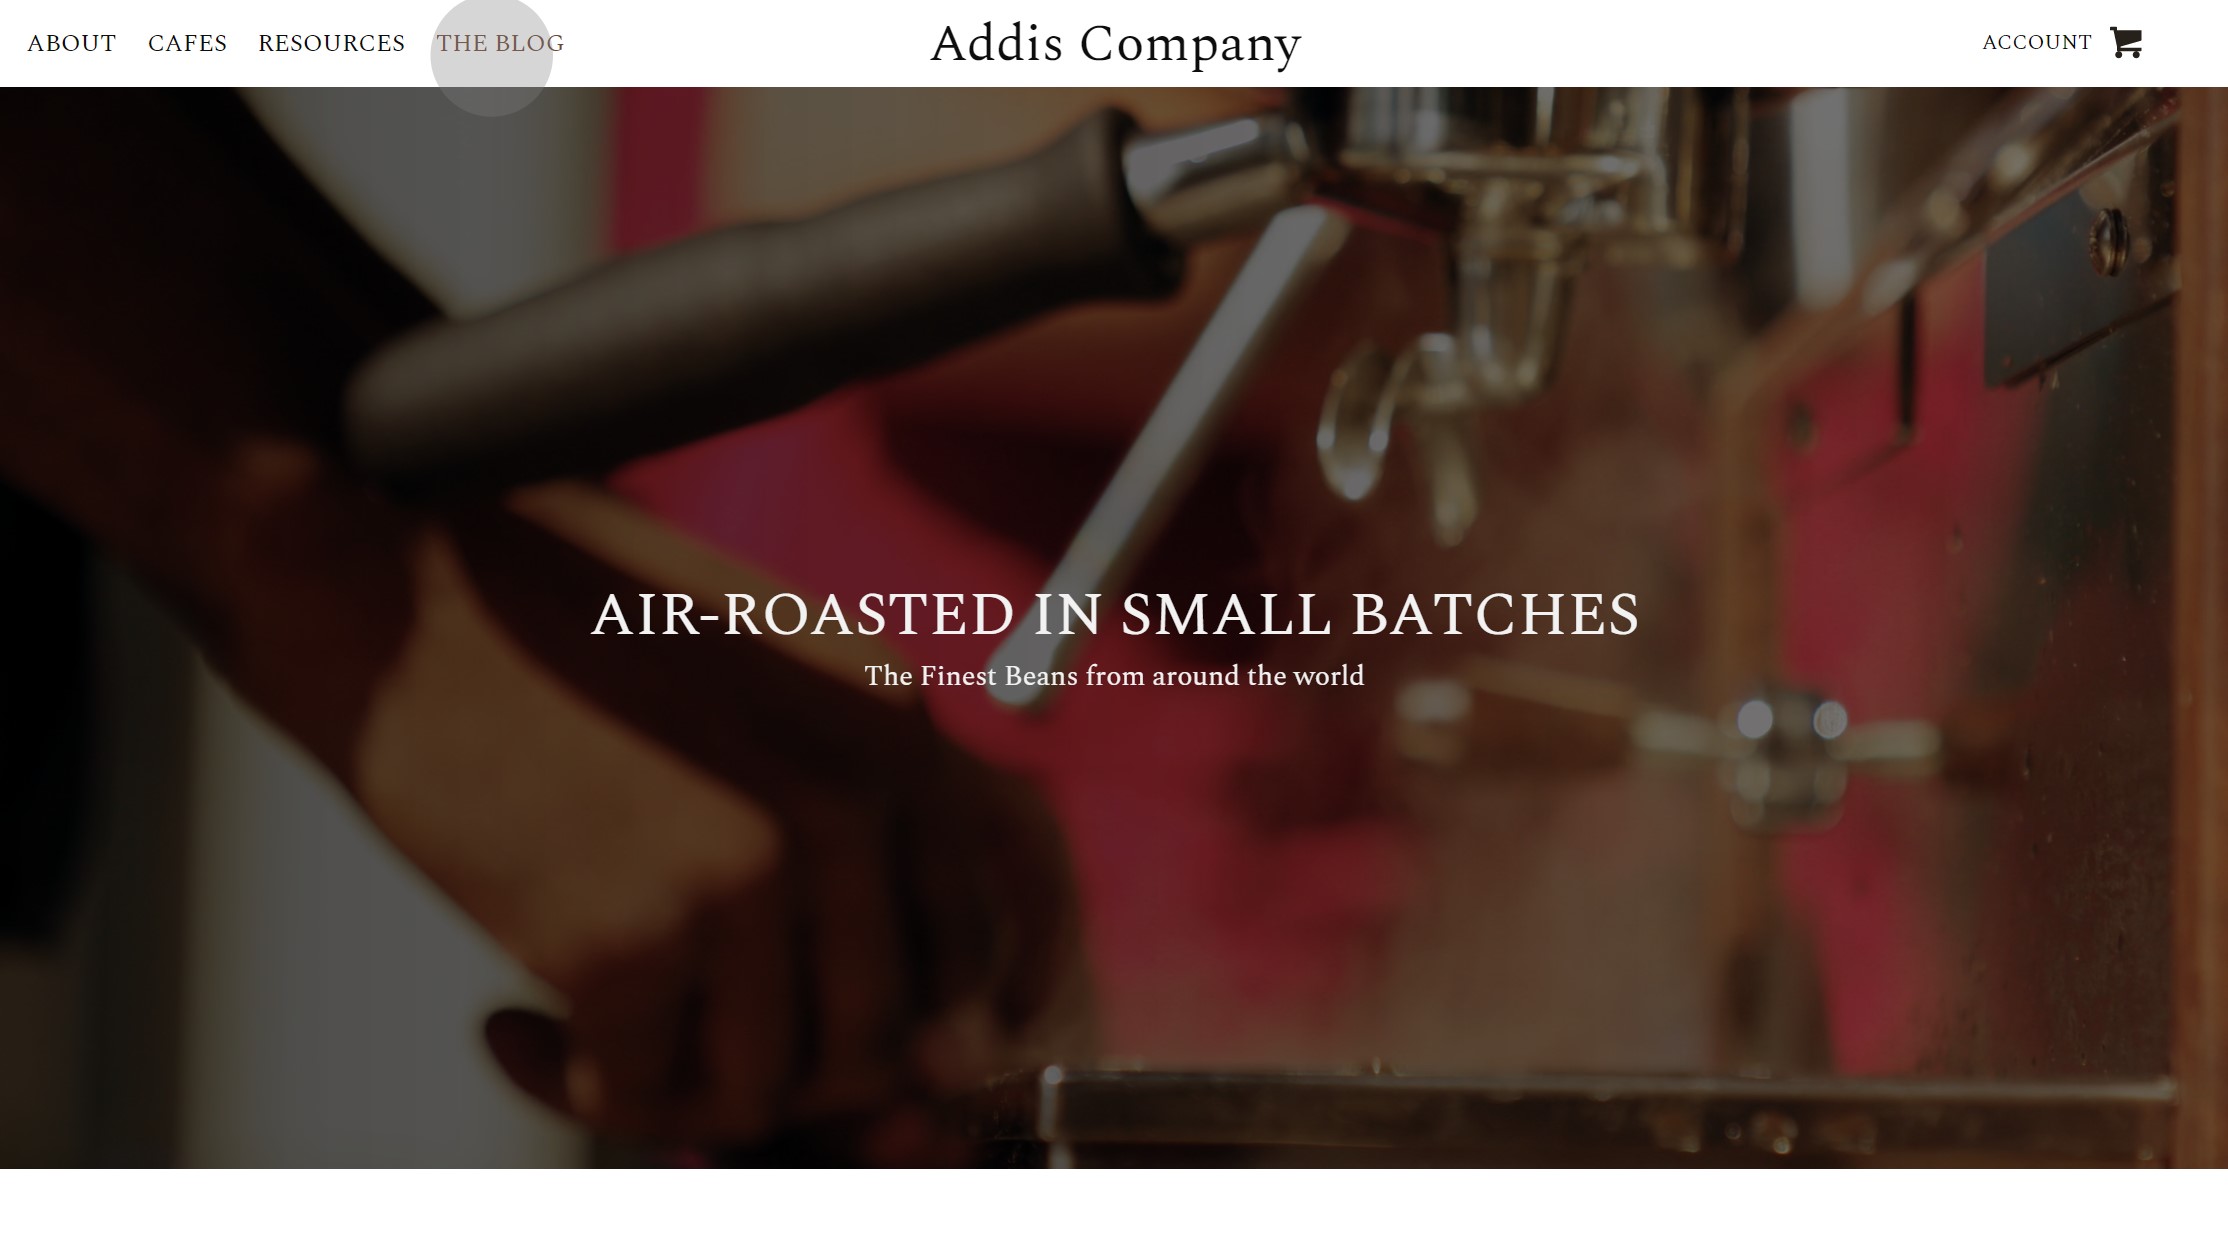 ABOUT CAFES RESOURCES THE BLOG Addis Company ACCOUNT
AIR-ROASTED IN SMALL BATCHES
The Finest Beans from around the world